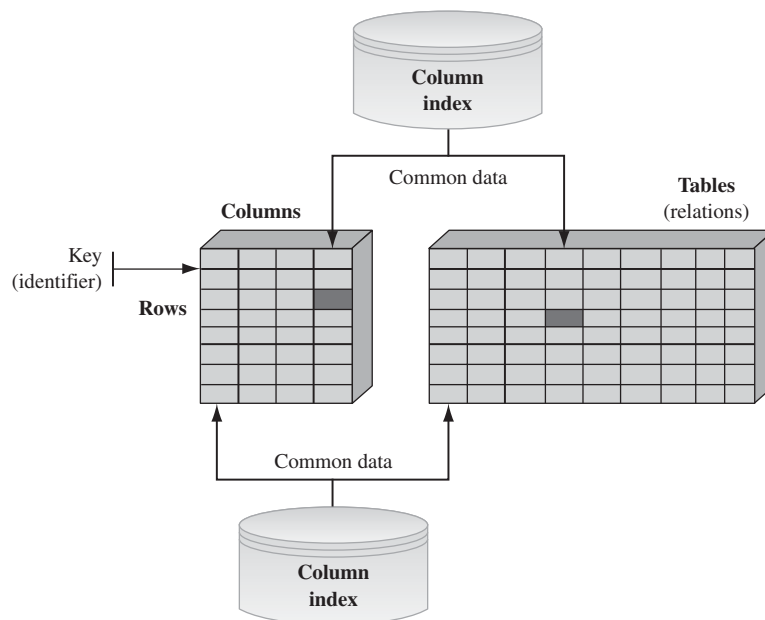 Column
index
Common data
Tables
(relations)
Columns
Key
(identifier)
Rows
Common data
Column
index